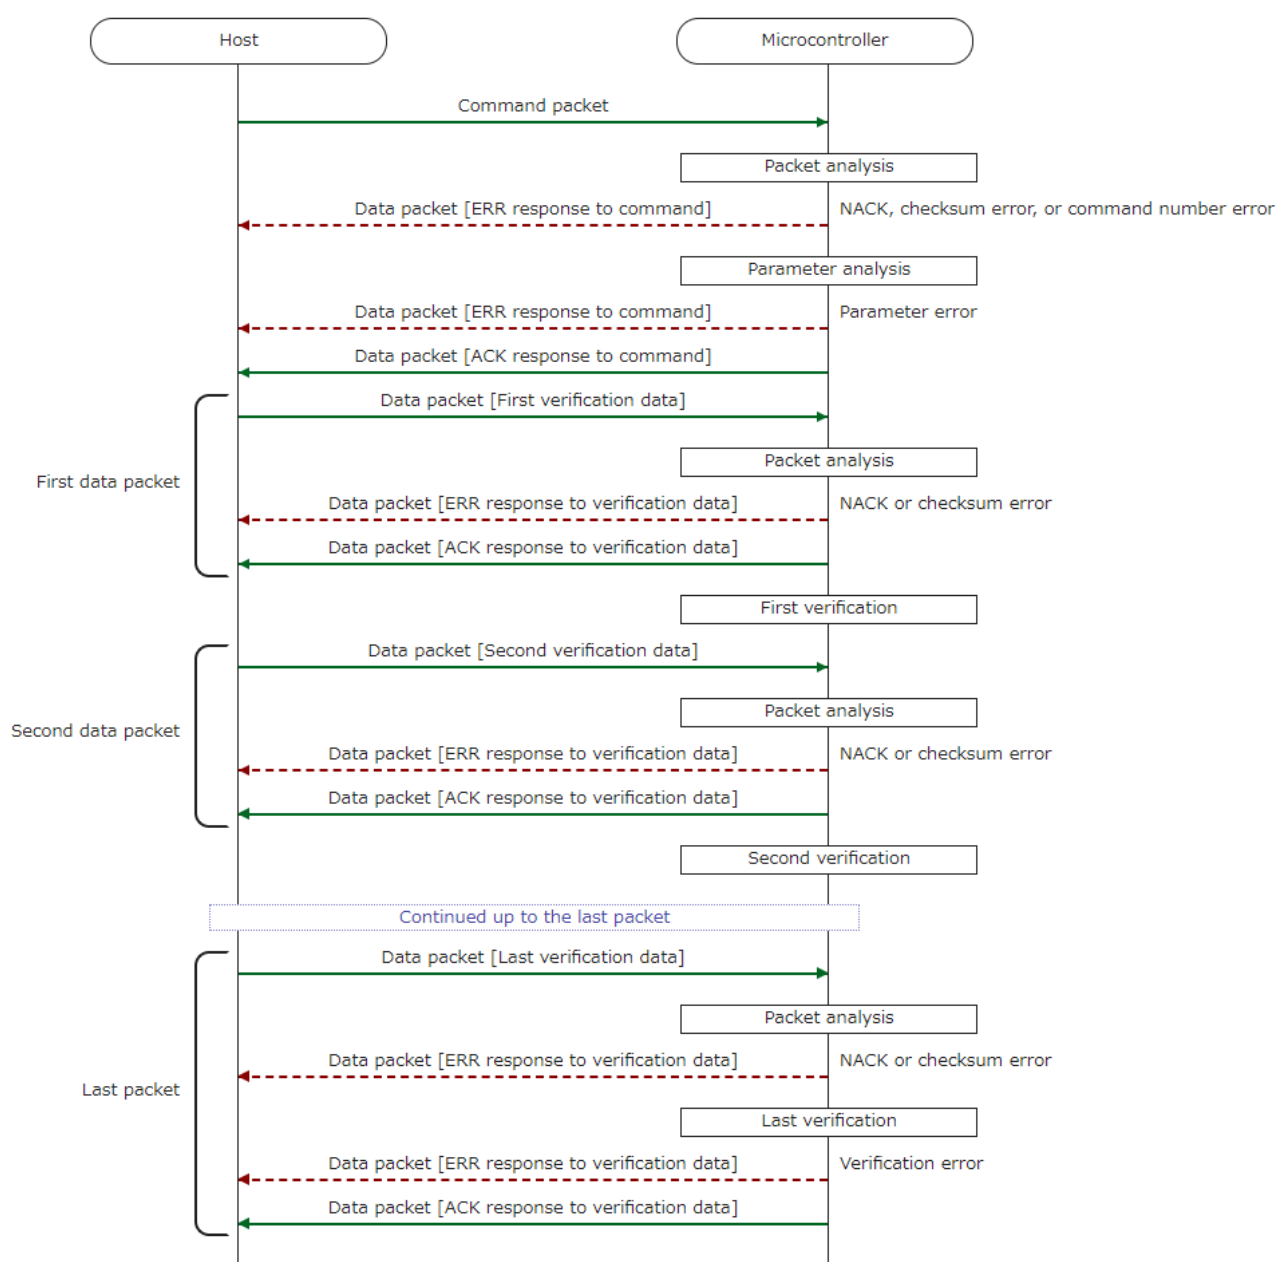 Host
Microcontroller
Command packet
Packet analysis
Data packet [ERR response to command]
NACK, checksum error, or command number error
Parameter analysis
Data packet [ERR response to command]
Parameter error
Data packet [ACK response to command]
Data packet [First verification data]
Packet analysis
First data packet
Data packet [ERR response to verification data]
NACK or checksum error
Data packet [ACK response to verification data]
First verification
Data packet [Second verification data]
Packet analysis
Second data packet
Data packet [ERR response to verification data]
NACK or checksum error
Data packet [ACK response to verification data]
Second verification
Continued up to the last packet
Data packet [Last verification data]
Packet analysis
Data packet [ERR response to verification data]
NACK or checksum error
Last packet
Last verification
Data packet [ERR response to verification data]
Verification error
Data packet [ACK response to verification data]